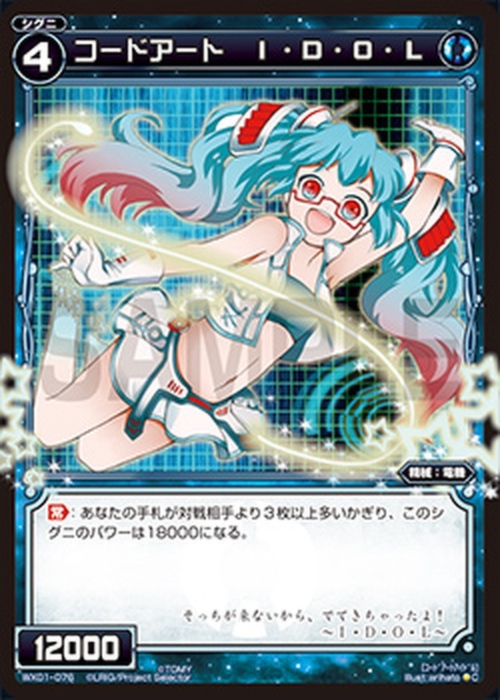 シグニ
4
コードアート I・D・O・L
SAMPLE
精械：電機
常：あなたの手札が対戦相手より3枚以上多いかぎり、このシ
グニのパワーは18000になる。
そっちが来ないから、でてきちゃったよ！
～I・D・O・L～
12000
WX01-076 ©LRIG/Project Selector
©TOMY
Illust:arihato C